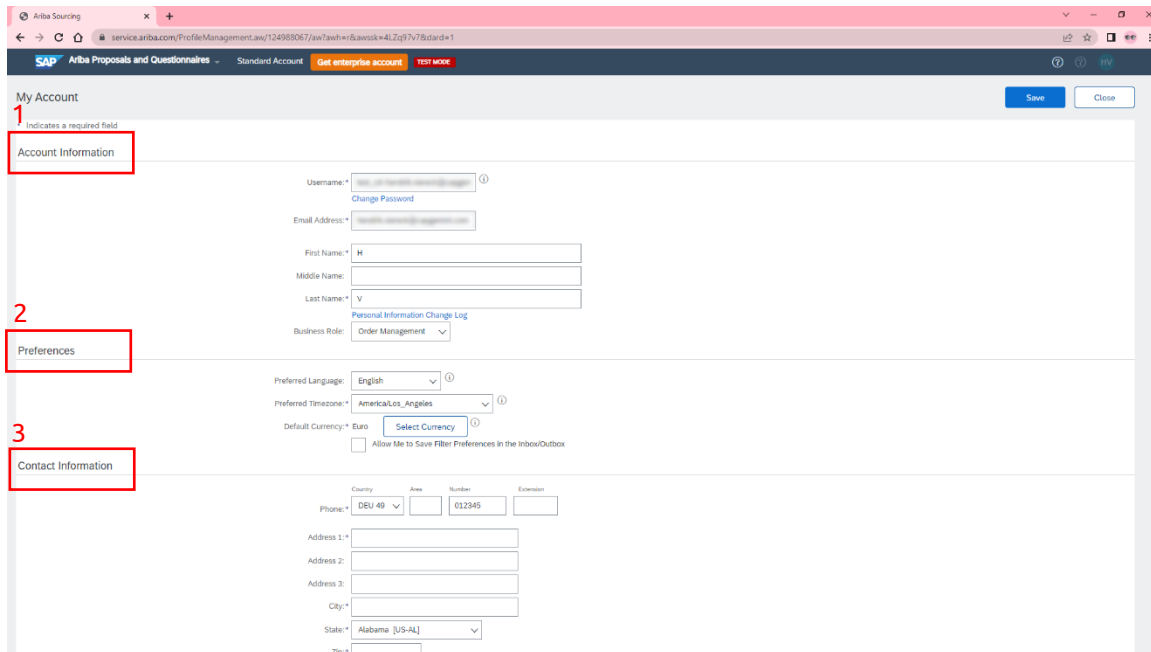 Ariba Sourcing
service.ariba.com/ProfileManagement.aw/124988067/aw?awh=r&awssk=4LZq97v7&dard=1
SAP Ariba Proposals and Questionnaires Standard Account Get enterprise account TEST MODE HV
My Account Save Close
1
* Indicates a required field
Account Information
Username:*
Change Password
Email Address:*
First Name:* H
Middle Name:
Last Name:* V
Personal Information Change Log
2
Business Role: Order Management
Preferences
Preferred Language: English
Preferred Timezone:* America/Los_Angeles
Default Currency:* Euro Select Currency
3
Allow Me to Save Filter Preferences in the Inbox/Outbox
Contact Information
Country Area Number Extension
Phone:* DEU 49 012345
Address 1:*
Address 2:
Address 3:
City:*
State:* Alabama [US-AL]
Zip:*